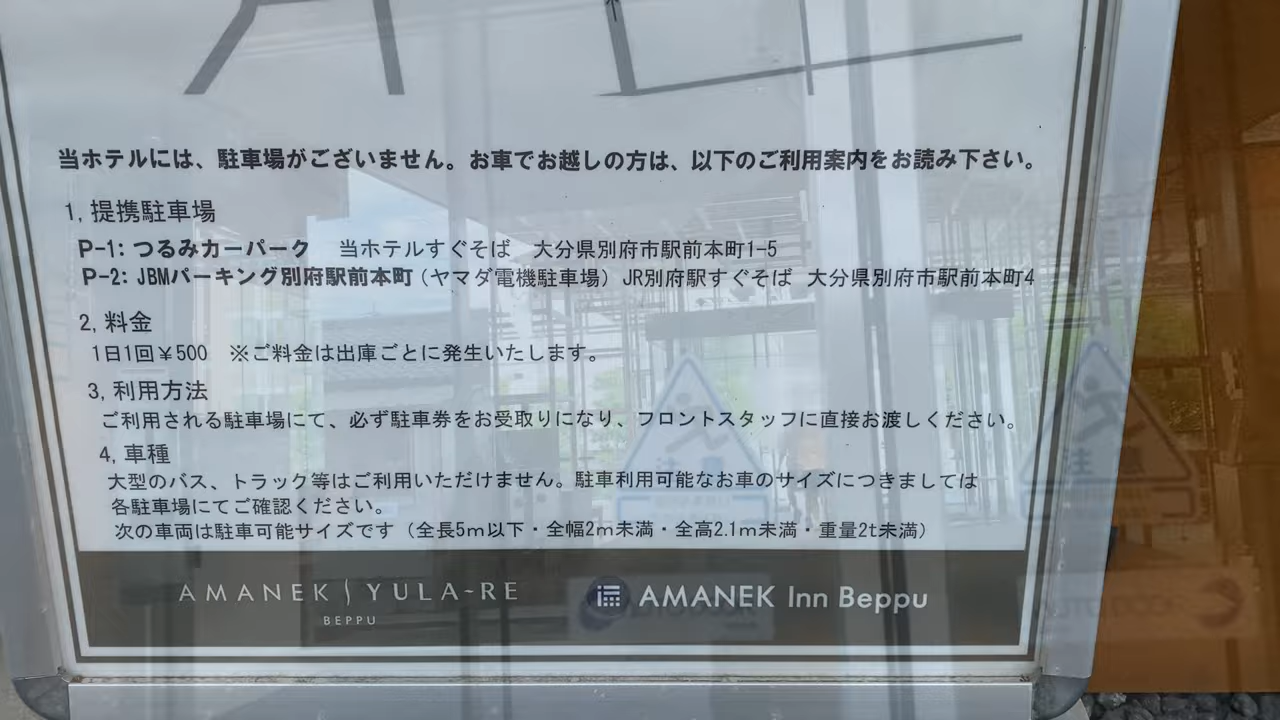 当ホテルには、駐車場がございません。お車でお越しの方は、以下のご利用案内をお読み下さい。
1, 提携駐車場
P-1: つるみカーパーク 当ホテルすぐそば 大分県別府市駅前本町1-5
P-2: JBMパーキング別府駅前本町（ヤマダ電機駐車場）JR別府駅すぐそば 大分県別府市駅前本町4
2, 料金
1日1回￥500 ※ご料金は出庫ごとに発生いたします。
3, 利用方法
ご利用される駐車場にて、必ず駐車券をお受取りになり、フロントスタッフに直接お渡しください。
4, 車種
大型のバス、トラック等はご利用いただけません。駐車利用可能なお車のサイズにつきましては
各駐車場にてご確認ください。
次の車両は駐車可能サイズです（全長5m以下・全幅2m未満・全高2.1m未満・重量2t未満）
AMANEK YULA-RE
BEPPU
AMANEK Inn Beppu